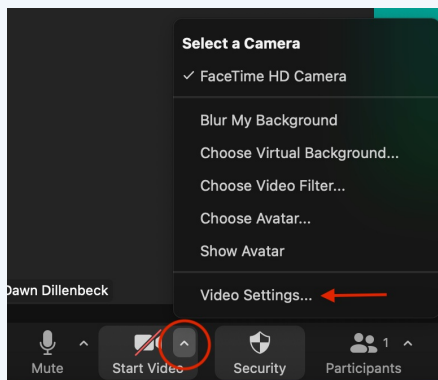 Select a Camera
✓ FaceTime HD Camera
Blur My Background
Choose Virtual Background...
Choose Video Filter...
Choose Avatar...
Show Avatar
Video Settings...
Dawn Dillenbeck
1
Mute
Start Video
Security
Participants